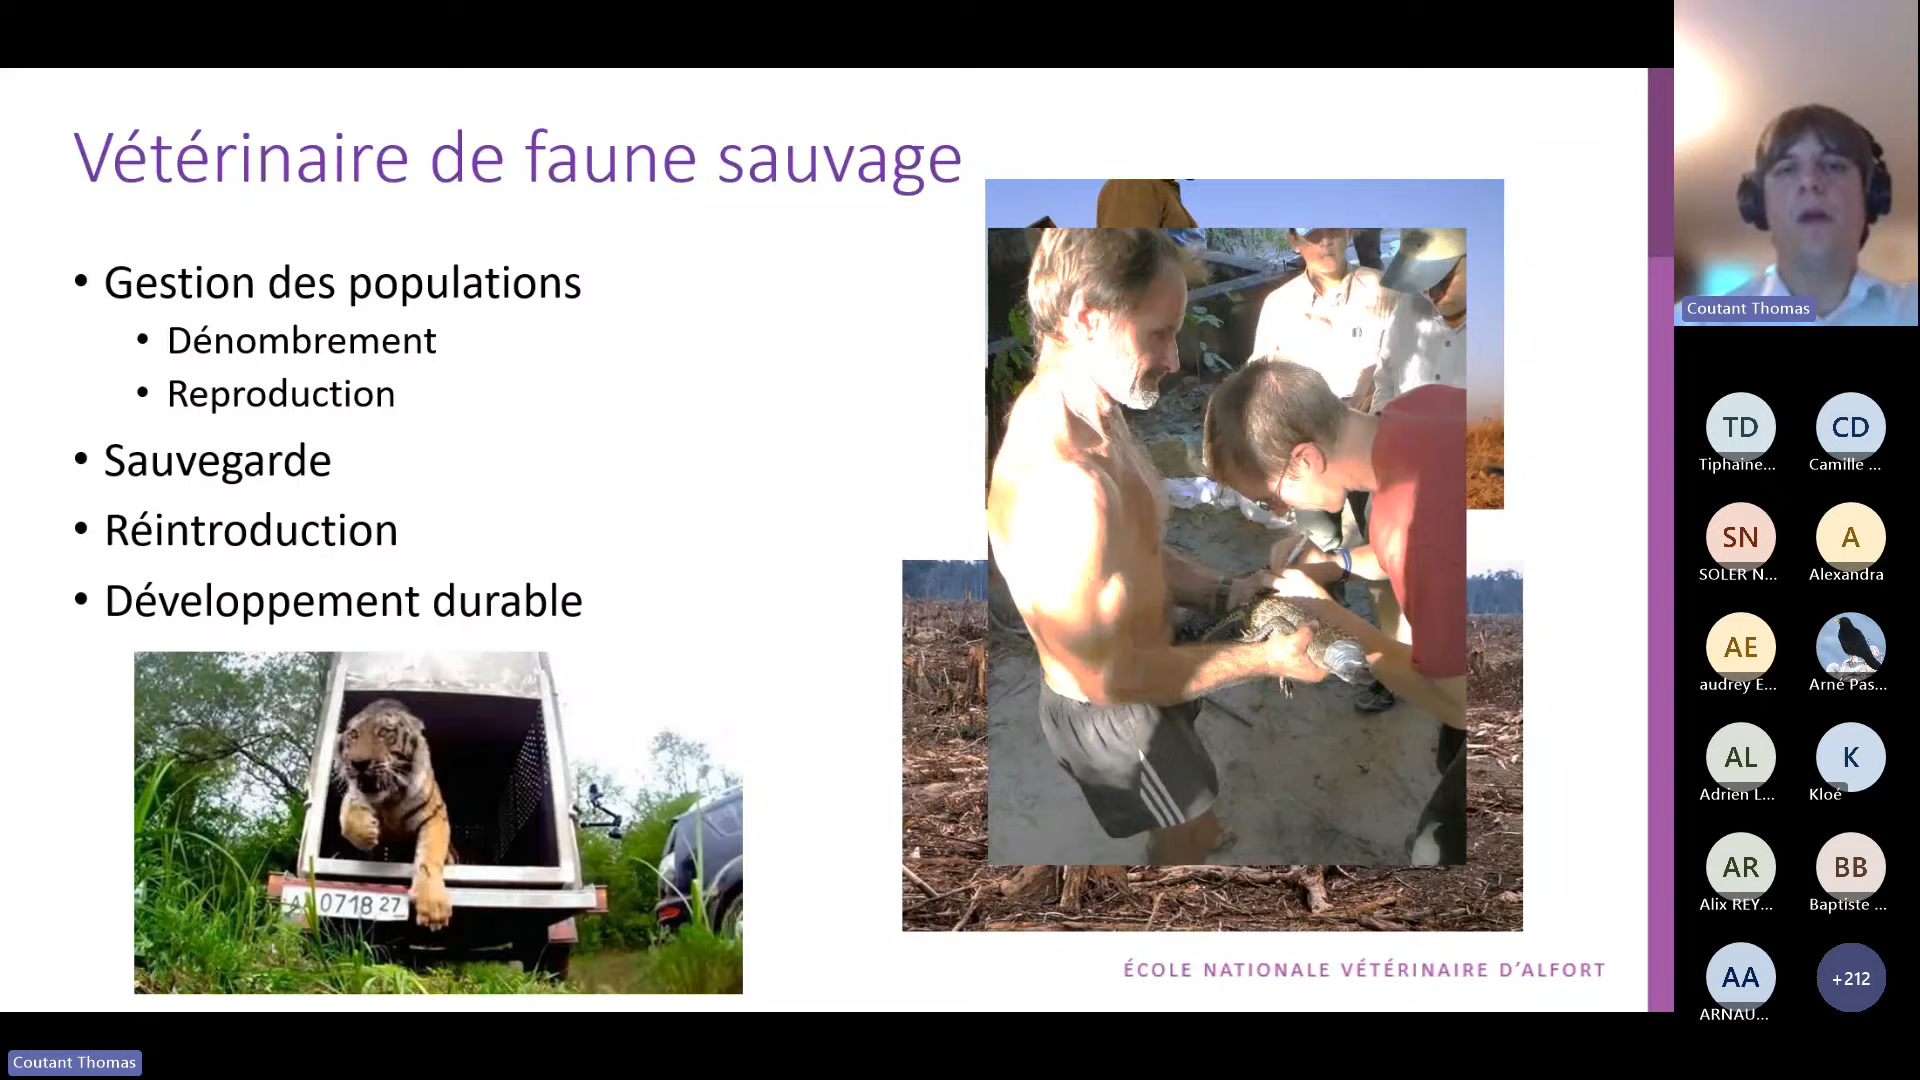 Vétérinaire de faune sauvage
• Gestion des populations
• Dénombrement
• Reproduction
• Sauvegarde
• Réintroduction
• Développement durable
0718 27
ÉCOLE NATIONALE VÉTÉRINAIRE D'ALFORT
Coutant Thomas
TD
Tiphaine...
CD
Camille ...
SN
SOLER N...
A
Alexandra
AE
audrey E...
Arné Pas...
AL
Adrien L...
K
Kloé
AR
Alix REY...
BB
Baptiste ...
AA
ARNAU...
+212
Coutant Thomas